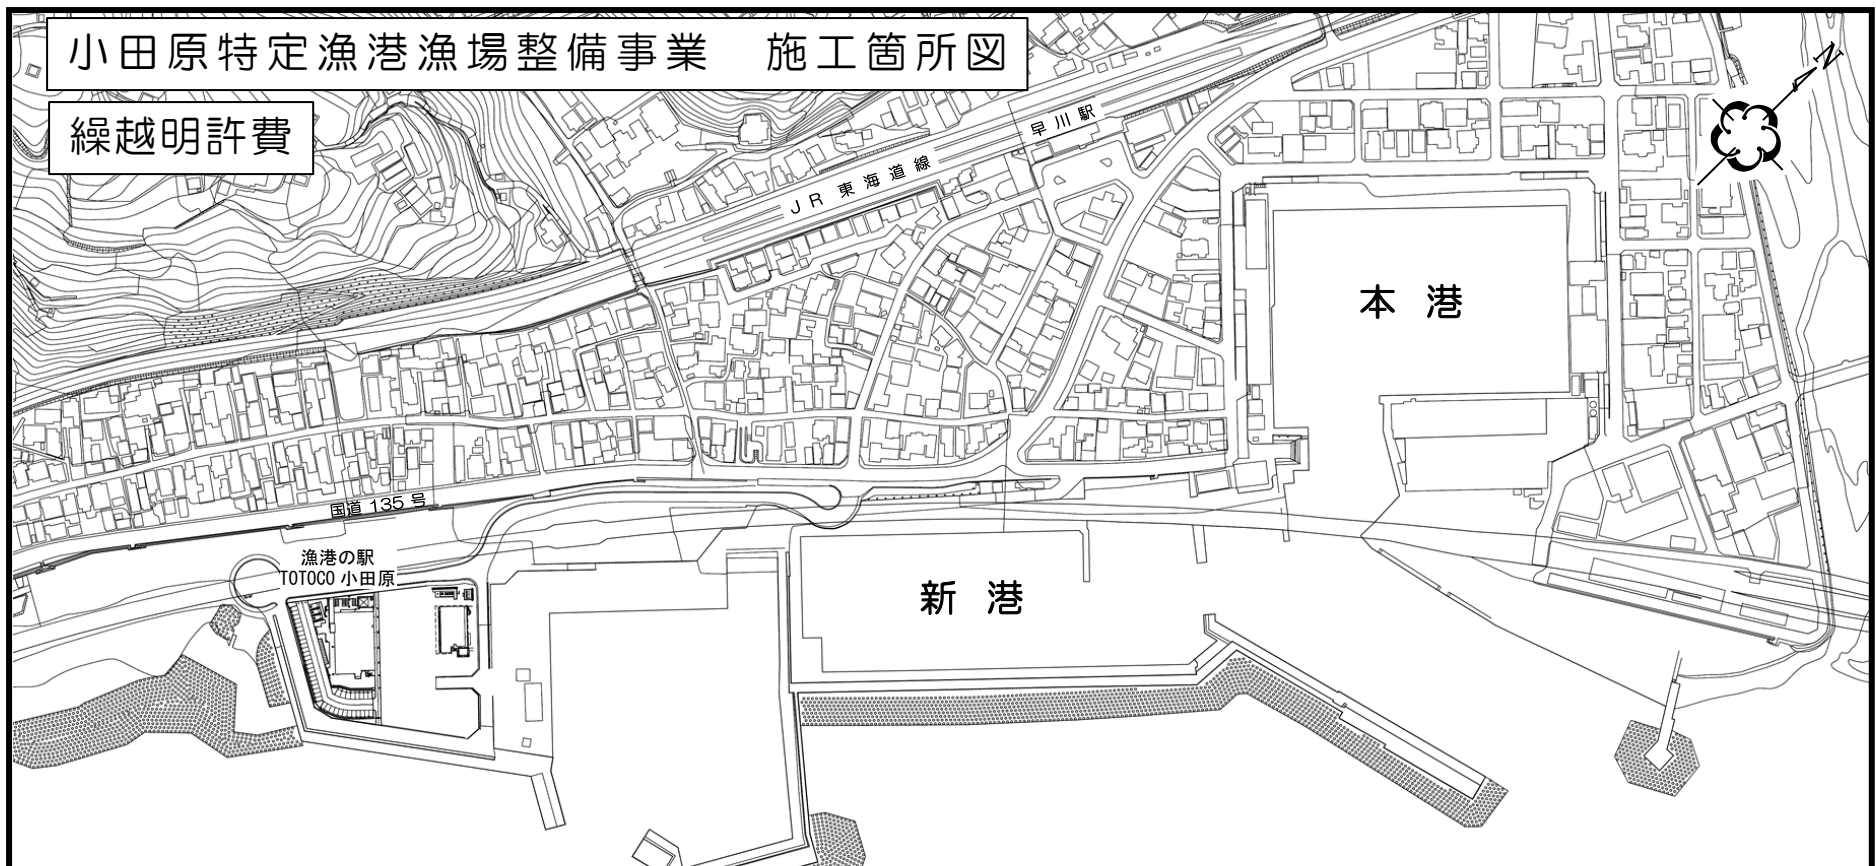 小田原特定漁港漁場整備事業　施工箇所図
繰越明許費
N
早川駅
JR東海道線
本港
国道135号
漁港の駅
TOTOCO小田原
新港